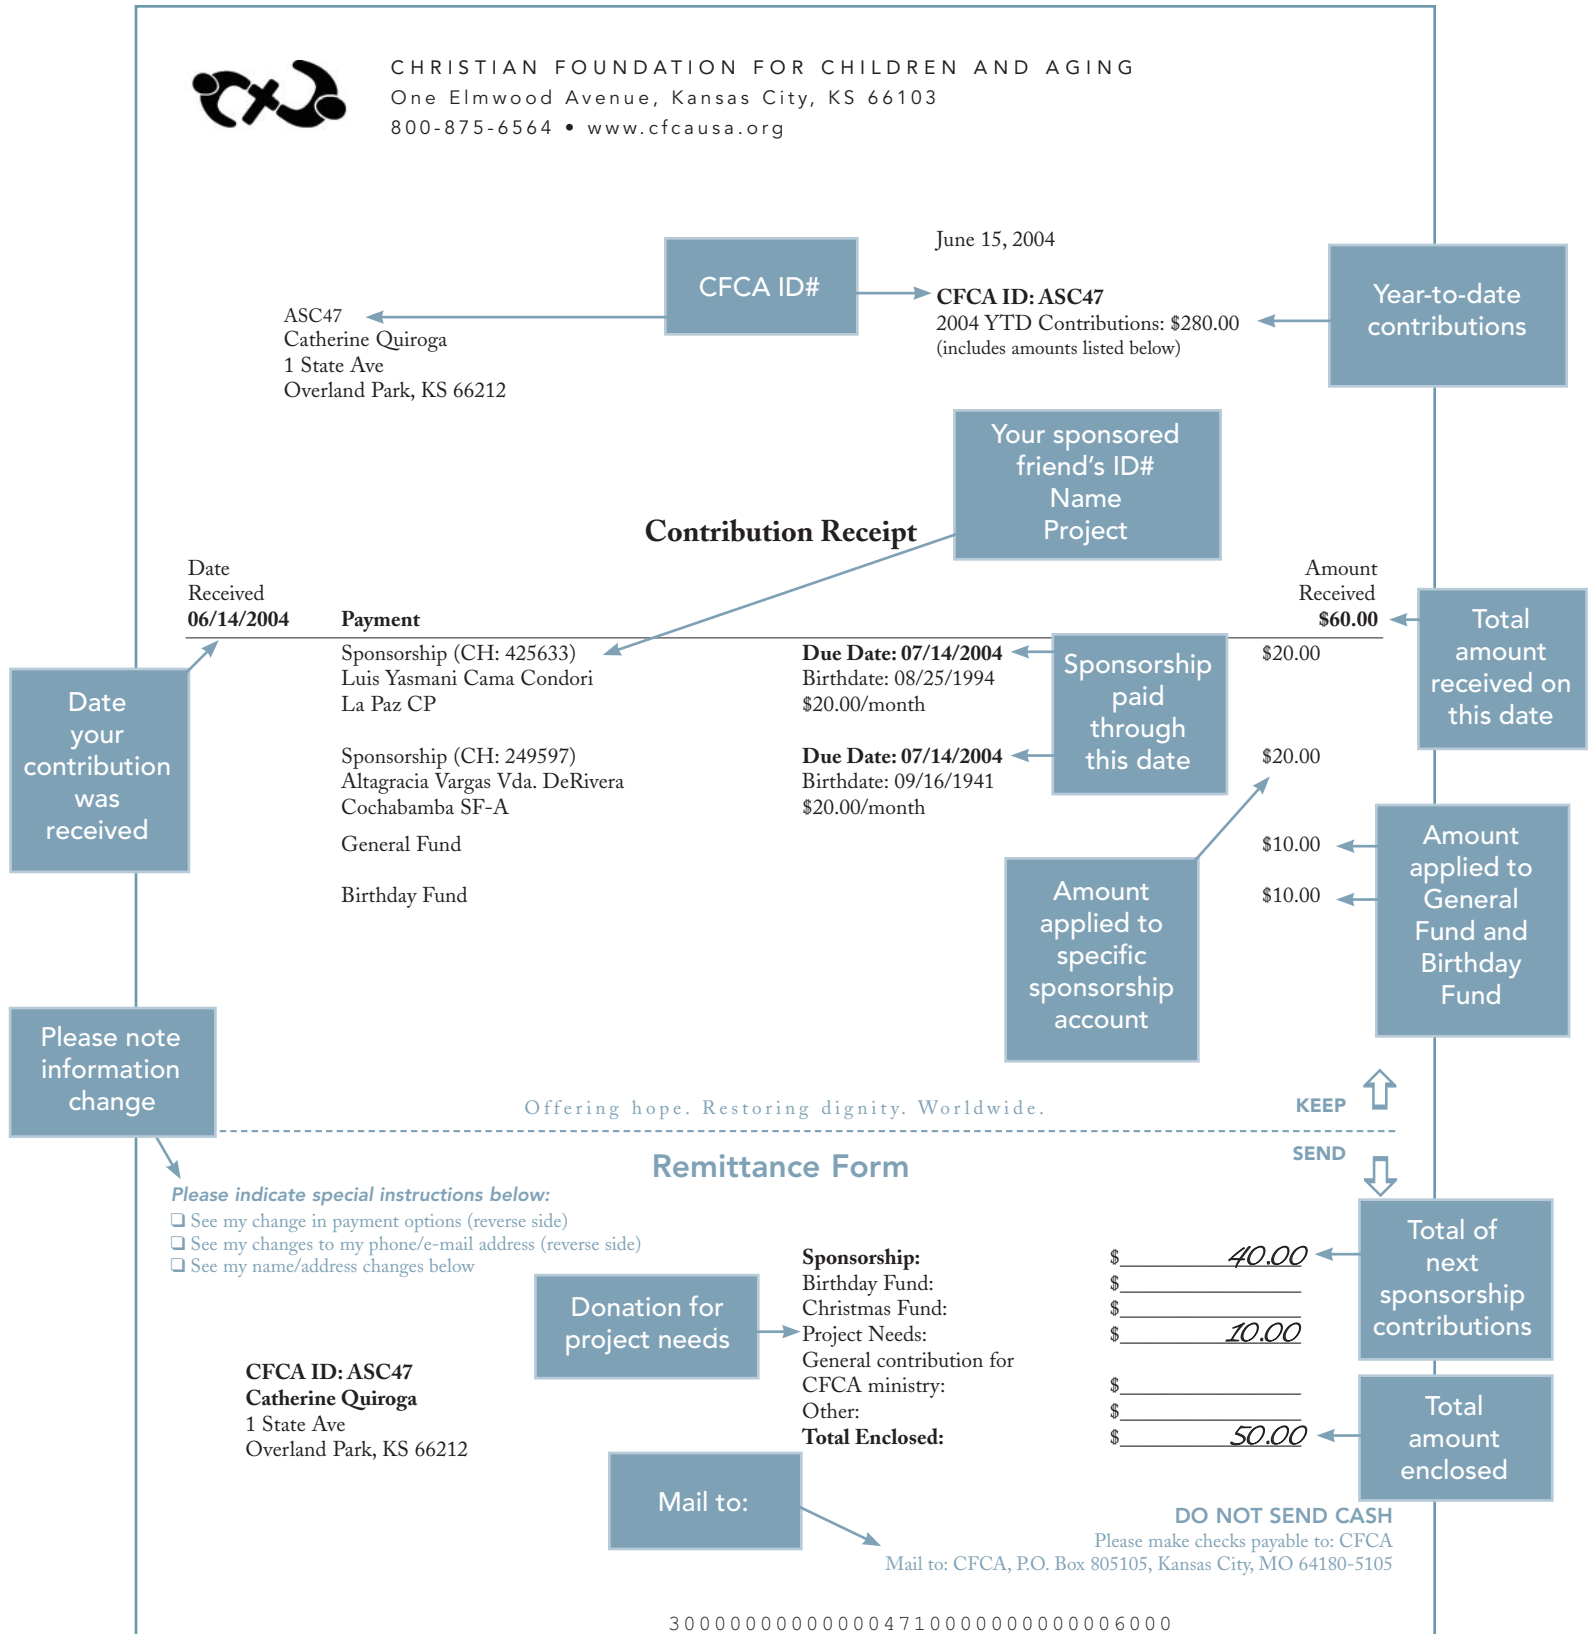 CHRISTIAN FOUNDATION FOR CHILDREN AND AGING
One Elmwood Avenue, Kansas City, KS 66103
800-875-6564 • www.cfcausa.org
June 15, 2004
CFCA ID#
CFCA ID: ASC47
2004 YTD Contributions: $280.00
(includes amounts listed below)
Year-to-date
contributions
ASC47
Catherine Quiroga
1 State Ave
Overland Park, KS 66212
Your sponsored
friend's ID#
Name
Project
Contribution Receipt
Date
Received
06/14/2004
Payment
Amount
Received
$60.00
Total
amount
received on
this date
Sponsorship (CH: 425633)
Luis Yasmani Cama Condori
La Paz CP
Due Date: 07/14/2004
Birthdate: 08/25/1994
$20.00/month
$20.00
Sponsorship
paid
through
this date
Date
your
contribution
was
received
Sponsorship (CH: 249597)
Altagracia Vargas Vda. DeRivera
Cochabamba SF-A
Due Date: 07/14/2004
Birthdate: 09/16/1941
$20.00/month
$20.00
General Fund
$10.00
Birthday Fund
$10.00
Amount
applied to
specific
sponsorship
account
Amount
applied to
General
Fund and
Birthday
Fund
Please note
information
change
Offering hope. Restoring dignity. Worldwide.
KEEP
SEND
Remittance Form
Please indicate special instructions below:
❏ See my change in payment options (reverse side)
❏ See my changes to my phone/e-mail address (reverse side)
❏ See my name/address changes below
Donation for
project needs
Sponsorship: $ 40.00
Birthday Fund: $
Christmas Fund: $
Project Needs: $ 10.00
General contribution for
CFCA ministry: $
Other: $
Total Enclosed: $ 50.00
Total of
next
sponsorship
contributions
Total
amount
enclosed
CFCA ID: ASC47
Catherine Quiroga
1 State Ave
Overland Park, KS 66212
Mail to:
DO NOT SEND CASH
Please make checks payable to: CFCA
Mail to: CFCA, P.O. Box 805105, Kansas City, MO 64180-5105
30000000000000471000000000000006000